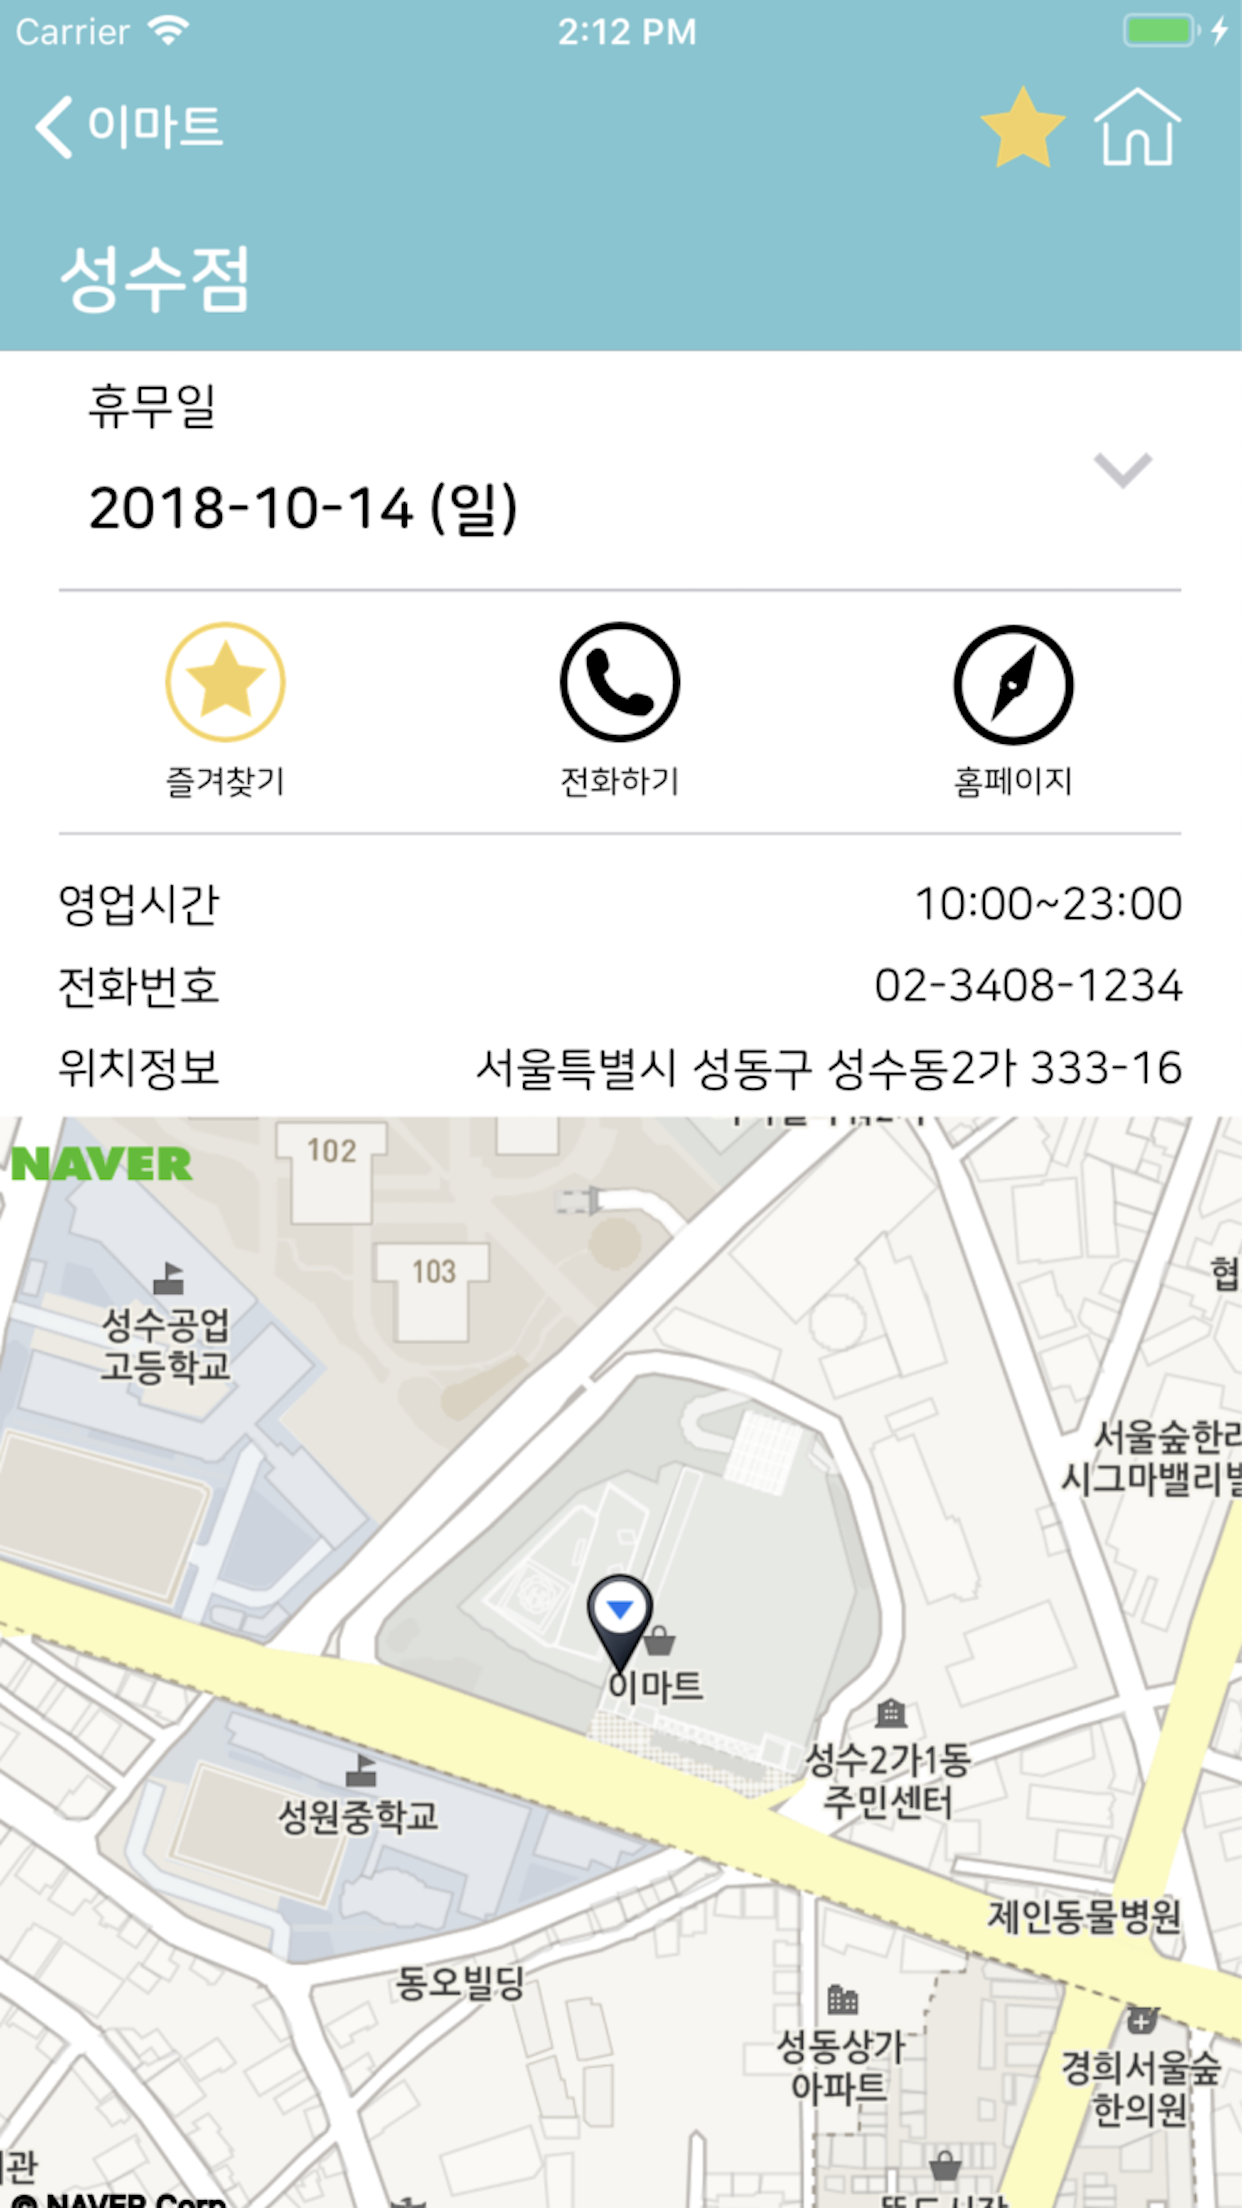 Carrier 2:12 PM
이마트
성수점
휴무일
2018-10-14 (일)
즐겨찾기 전화하기 홈페이지
영업시간 10:00~23:00
전화번호 02-3408-1234
위치정보 서울특별시 성동구 성수동2가 333-16
NAVER
102
103
성수공업
고등학교
협
서울숲한라
시그마밸리
이마트
성수2가1동
주민센터
성원중학교
제인동물병원
동오빌딩
성동상가
아파트
경희서울숲
한의원
관
© NAVER Corp.